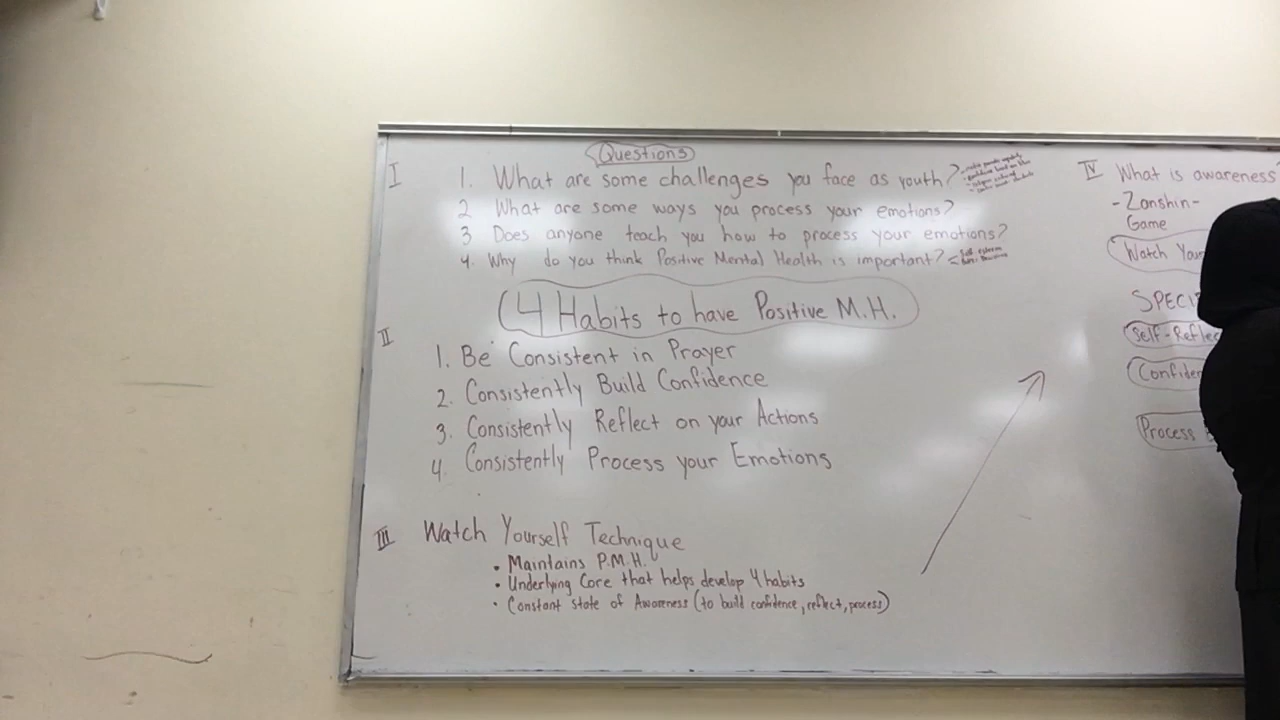 Questions
I
1. What are some challenges you face as youth?
2 What are some ways you process your emotions?
3 Does anyone teach you how to process your emotions?
4. Why do you think Positive Mental Health is important?
II
4 Habits to have Positive M.H.
1. Be Consistent in Prayer
2. Consistently Build Confidence
3. Consistently Reflect on your Actions
4. Consistently Process your Emotions
III Watch Yourself Technique
• Maintains P.M.H.
• Underlying Core that helps develop 4 habits
• Constant State of Awareness (to build confidence, reflect, process)
IV What is awareness
-Zanshin-
Game
Watch You
SPECI
Self-Reflec
Confiden
Process